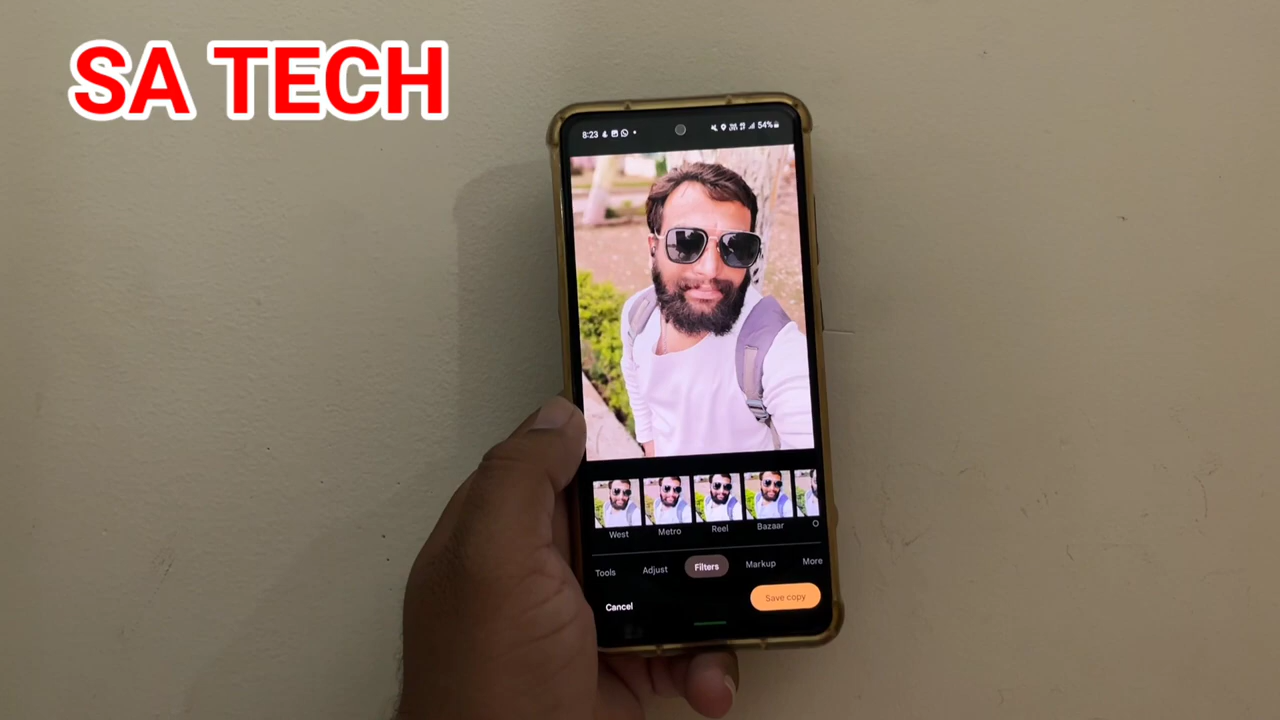 SA TECH
8:23
54%
West Metro Reel Bazaar O
Tools Adjust Filters Markup More
Cancel Save copy